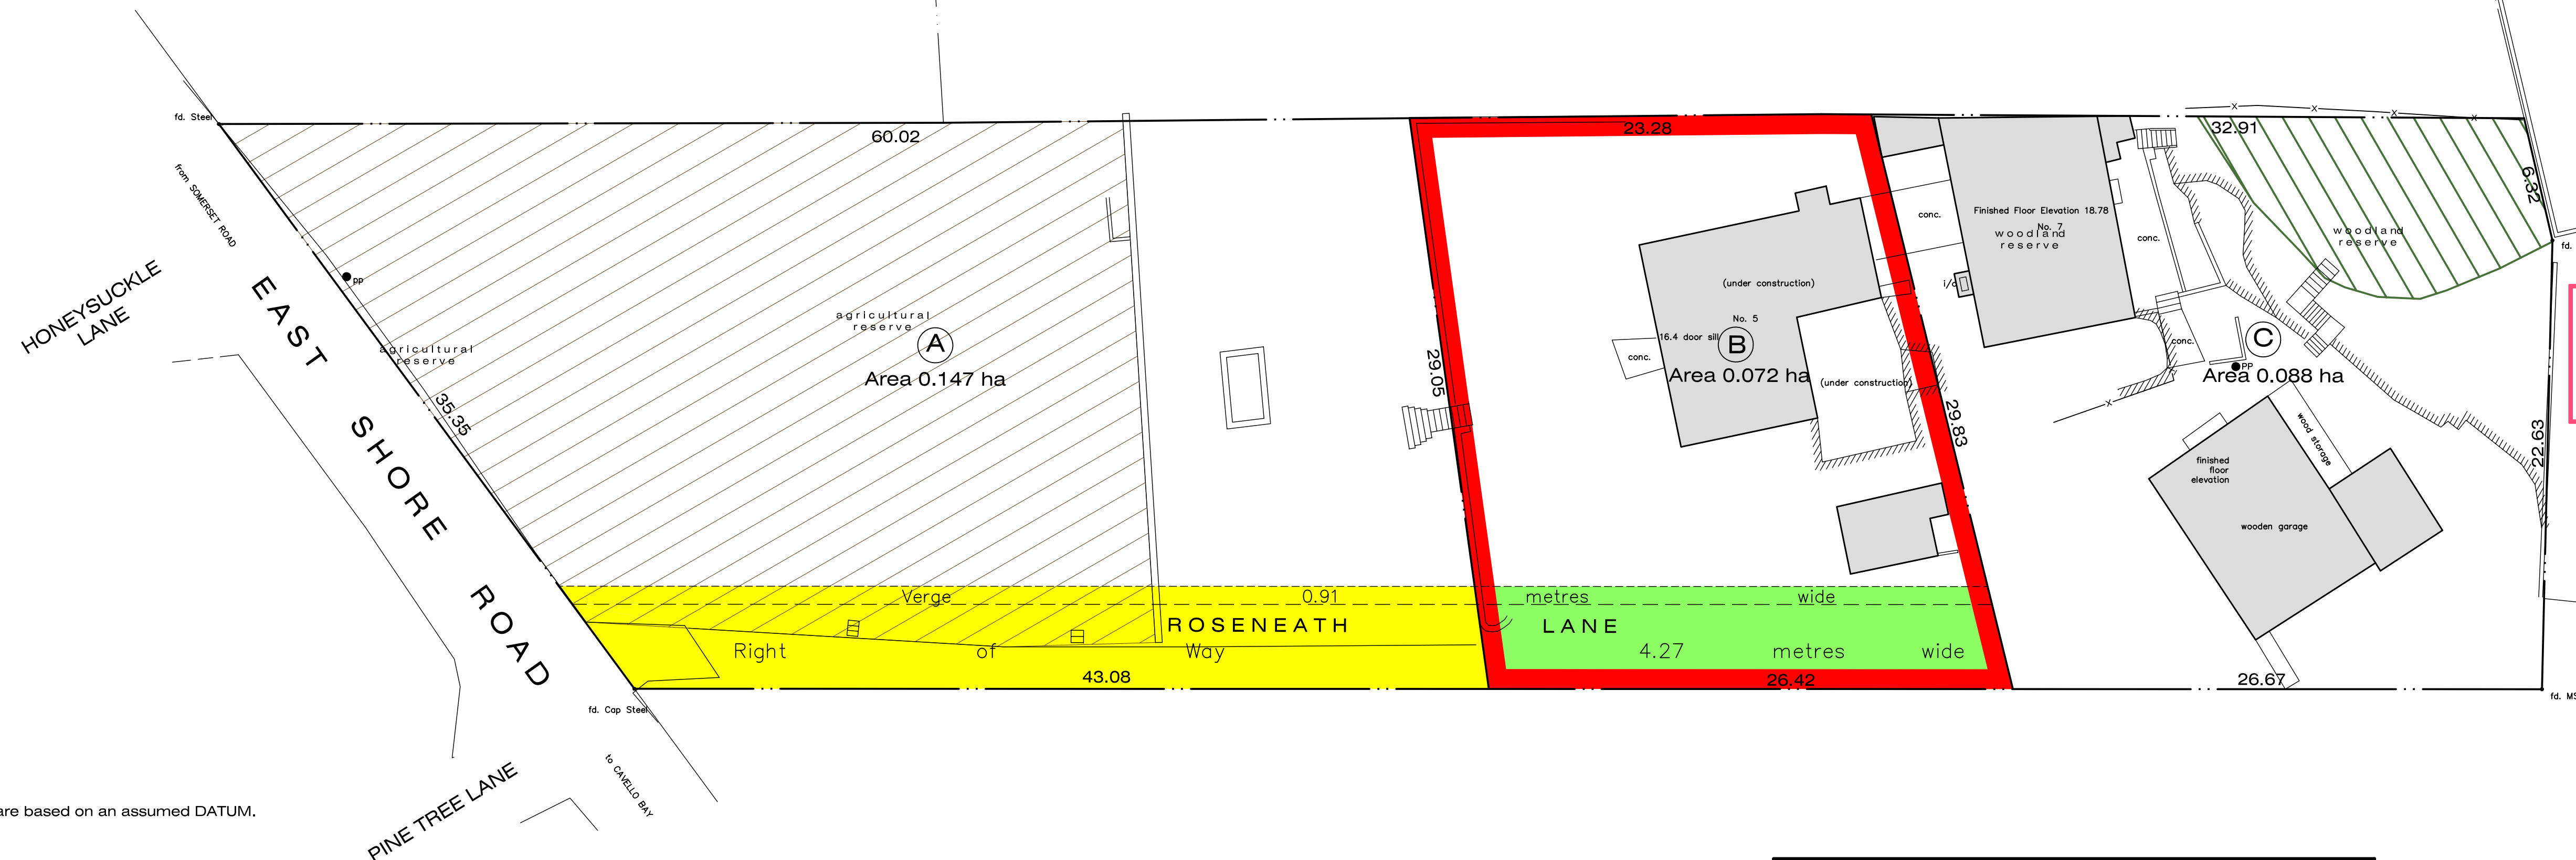 fd. Steel
60.02
23.28
32.91
6.32
from SOMERSET ROAD
HONEYSUCKLE
LANE
EAST SHORE ROAD
PP
agricultural
reserve
35.35
agricultural
reserve
A
Area 0.147 ha
29.05
(under construction)
No. 5
16.4 door sill
conc.
B
Area 0.072 ha
(under construction)
29.83
conc.
Finished Floor Elevation 18.78
No. 7
woodland
reserve
conc.
conc.
woodland
reserve
C
PP
Area 0.088 ha
22.63
wood storage
finished
floor
elevation
wooden garage
Verge 0.91 metres wide
ROSENEATH LANE
Right of Way 4.27 metres wide
43.08
26.42
26.67
fd. Cap Steel
fd.
fd. MS
to CAVELLO BAY
PINE TREE LANE
are based on an assumed DATUM.